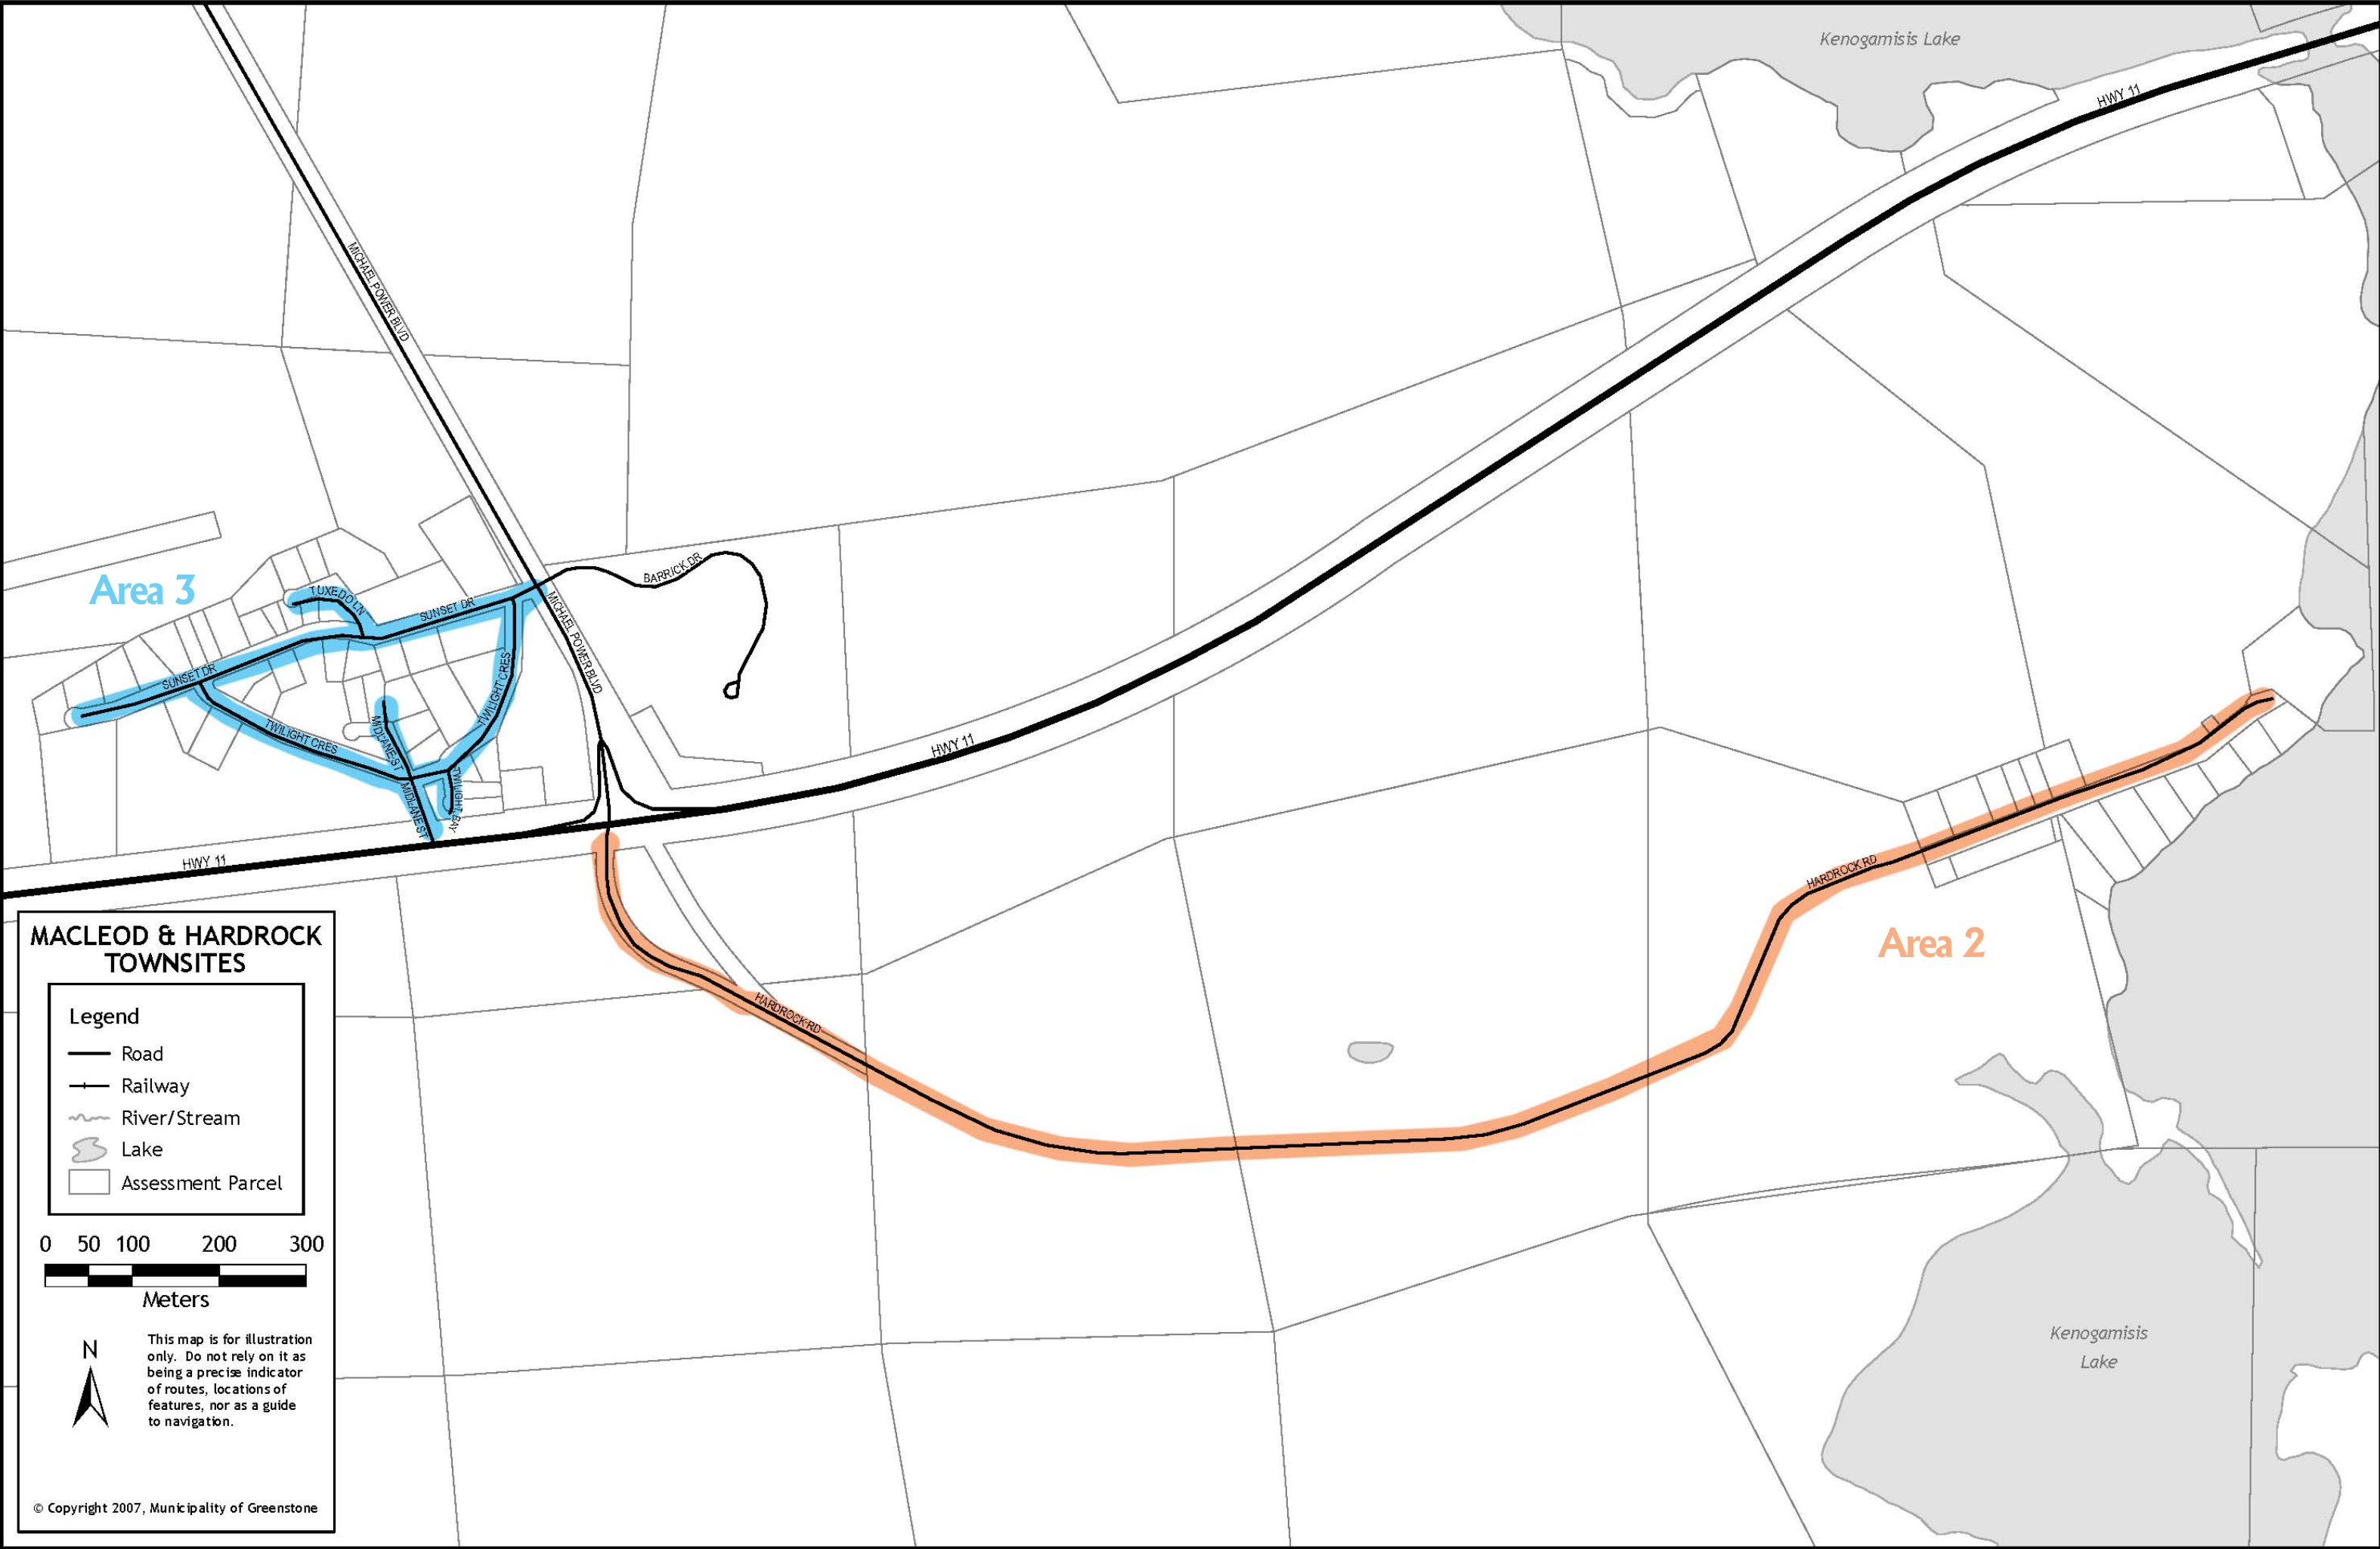 Kenogamisis Lake
HWY 11
MICHAEL POWER BLVD
BARRICK DR
Area 3
TUXEDO LN
SUNSET DR
MICHAEL POWER BLVD
SUNSET DR
TWILIGHT CRES
TWILIGHT CRES
MIDLANE ST
HWY 11
TWILIGHT BAY
MIDLANE ST
HWY 11
HARDROCK RD
Area 2
HARDROCK RD
MACLEOD & HARDROCK
TOWNSITES
Legend
Road
Railway
River/Stream
Lake
Assessment Parcel
0 50 100 200 300
Meters
N
This map is for illustration
only. Do not rely on it as
being a precise indicator
of routes, locations of
features, nor as a guide
to navigation.
© Copyright 2007, Municipality of Greenstone
Kenogamisis
Lake